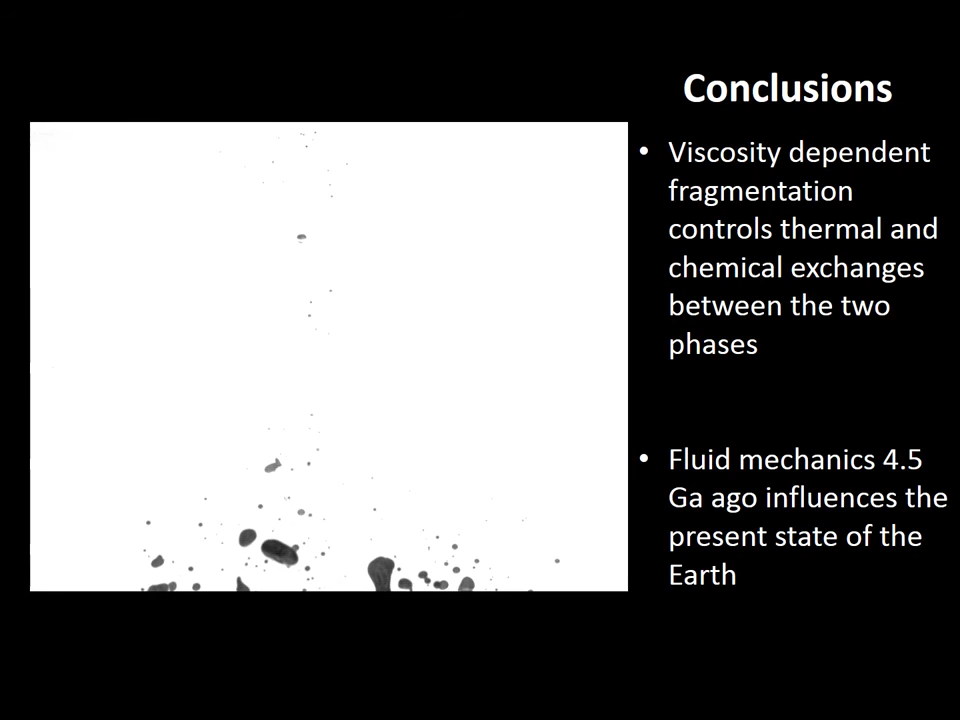 Conclusions
• Viscosity dependent
fragmentation
controls thermal and
chemical exchanges
between the two
phases
• Fluid mechanics 4.5
Ga ago influences the
present state of the
Earth